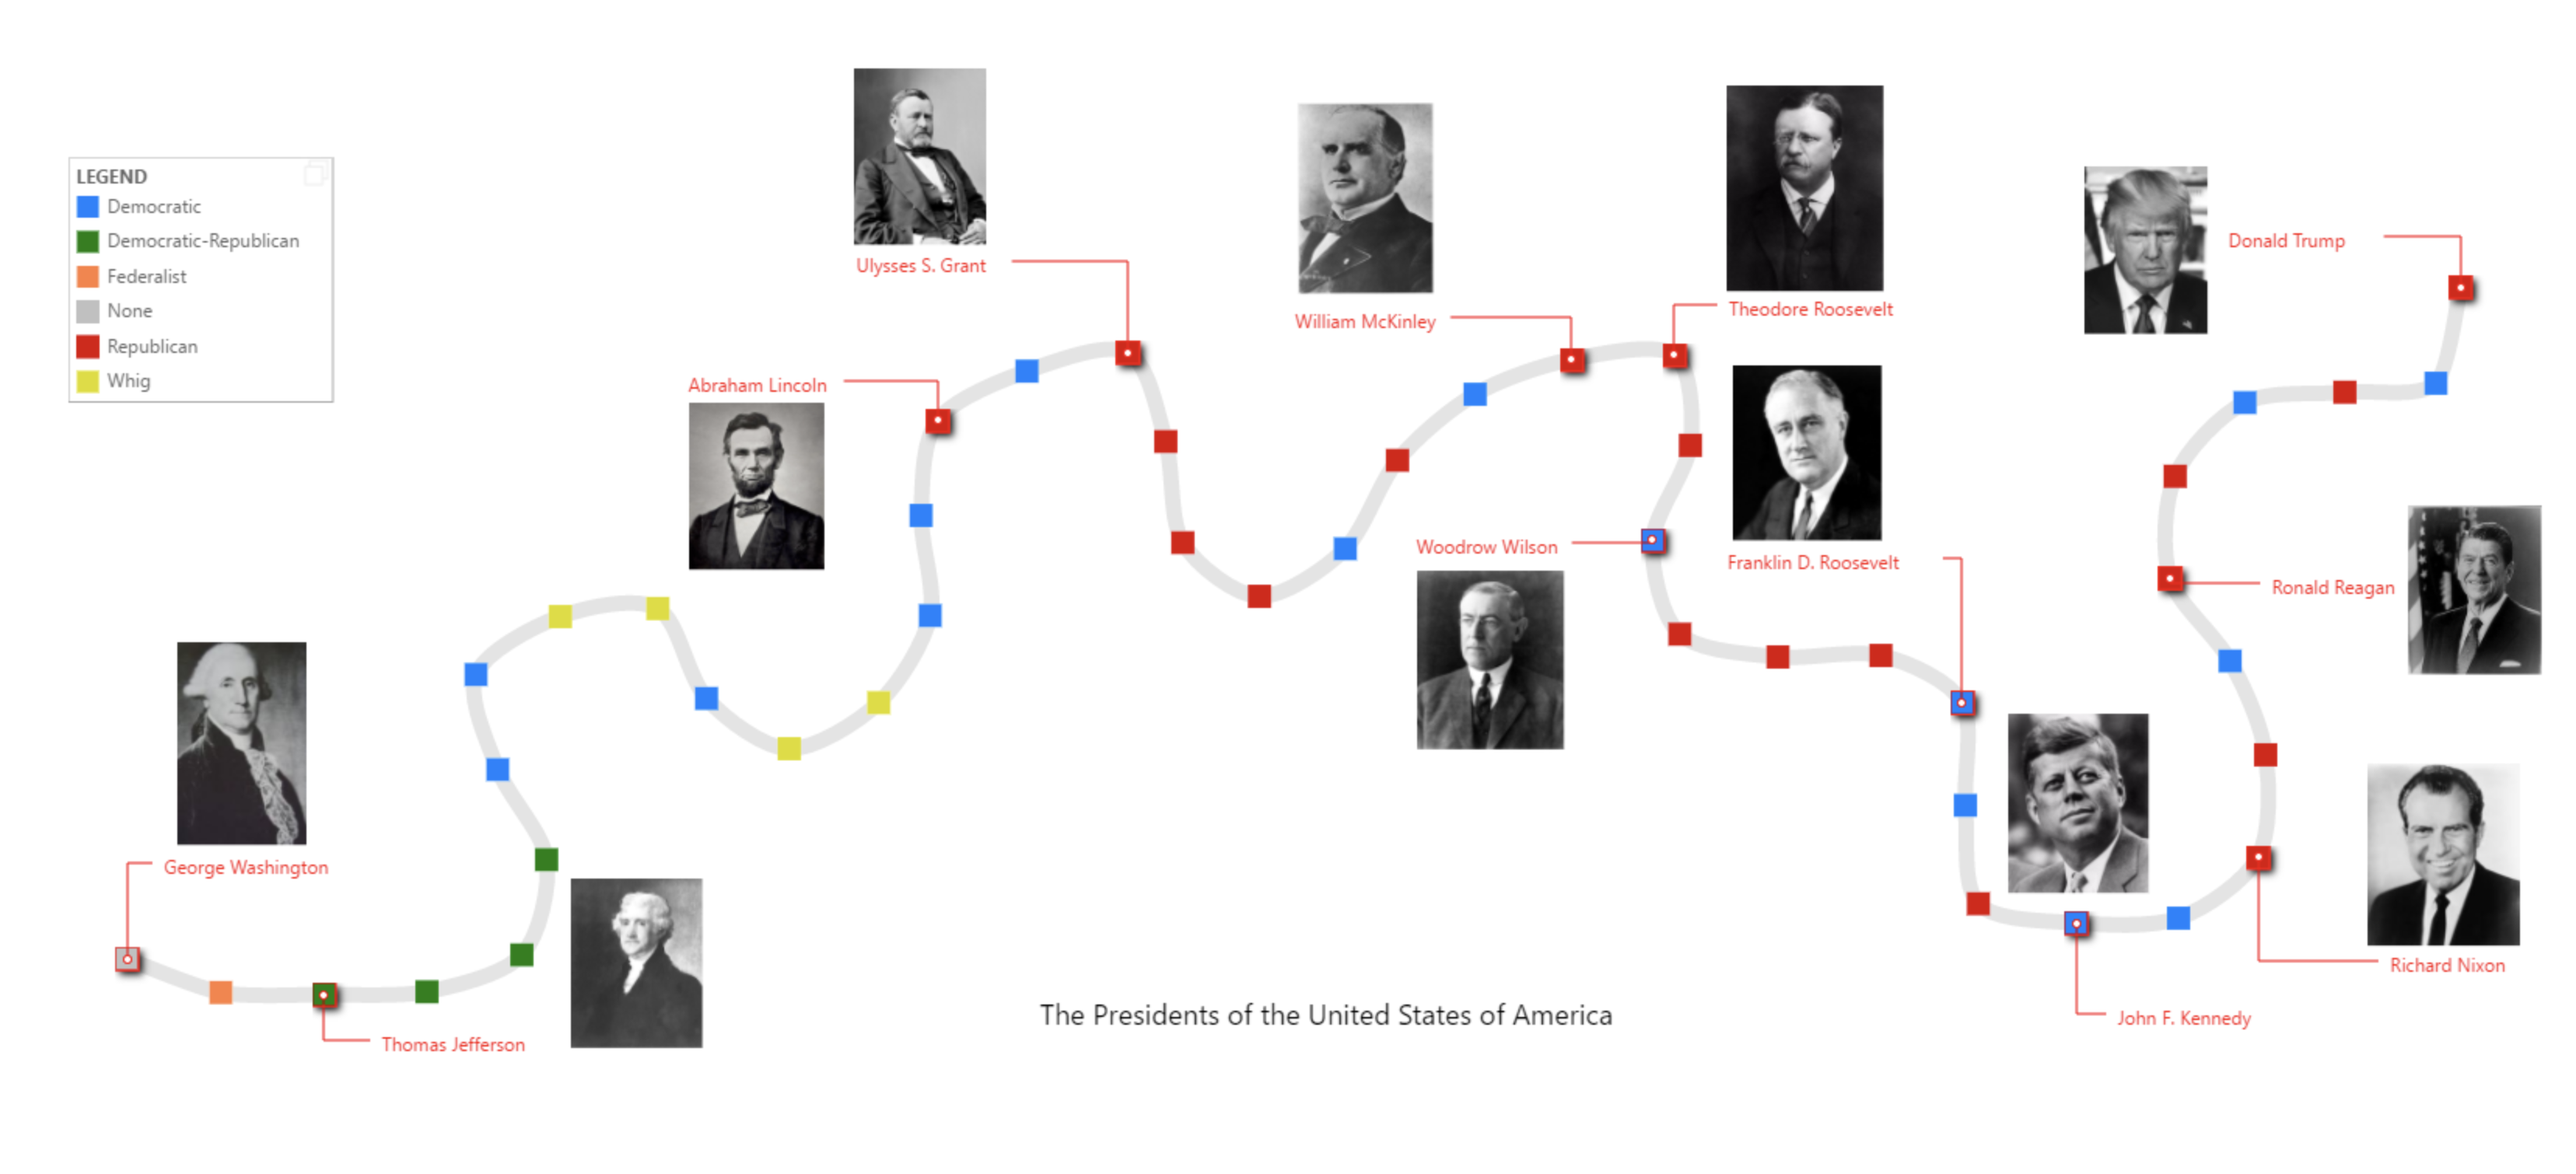 LEGEND
Democratic
Democratic-Republican
Federalist
None
Republican
Whig
Ulysses S. Grant
William McKinley
Theodore Roosevelt
Donald Trump
Abraham Lincoln
Woodrow Wilson
Franklin D. Roosevelt
Ronald Reagan
George Washington
Thomas Jefferson
John F. Kennedy
Richard Nixon
The Presidents of the United States of America